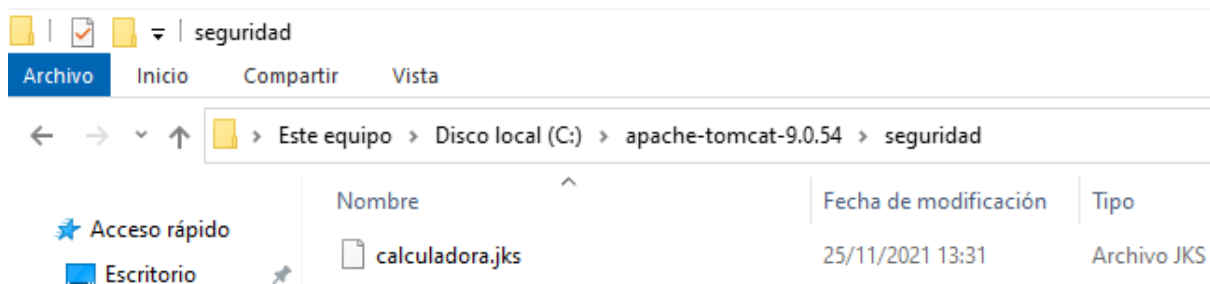 seguridad
Archivo Inicio Compartir Vista
Este equipo > Disco local (C:) > apache-tomcat-9.0.54 > seguridad
Nombre Fecha de modificación Tipo
Acceso rápido
calculadora.jks 25/11/2021 13:31 Archivo JKS
Escritorio